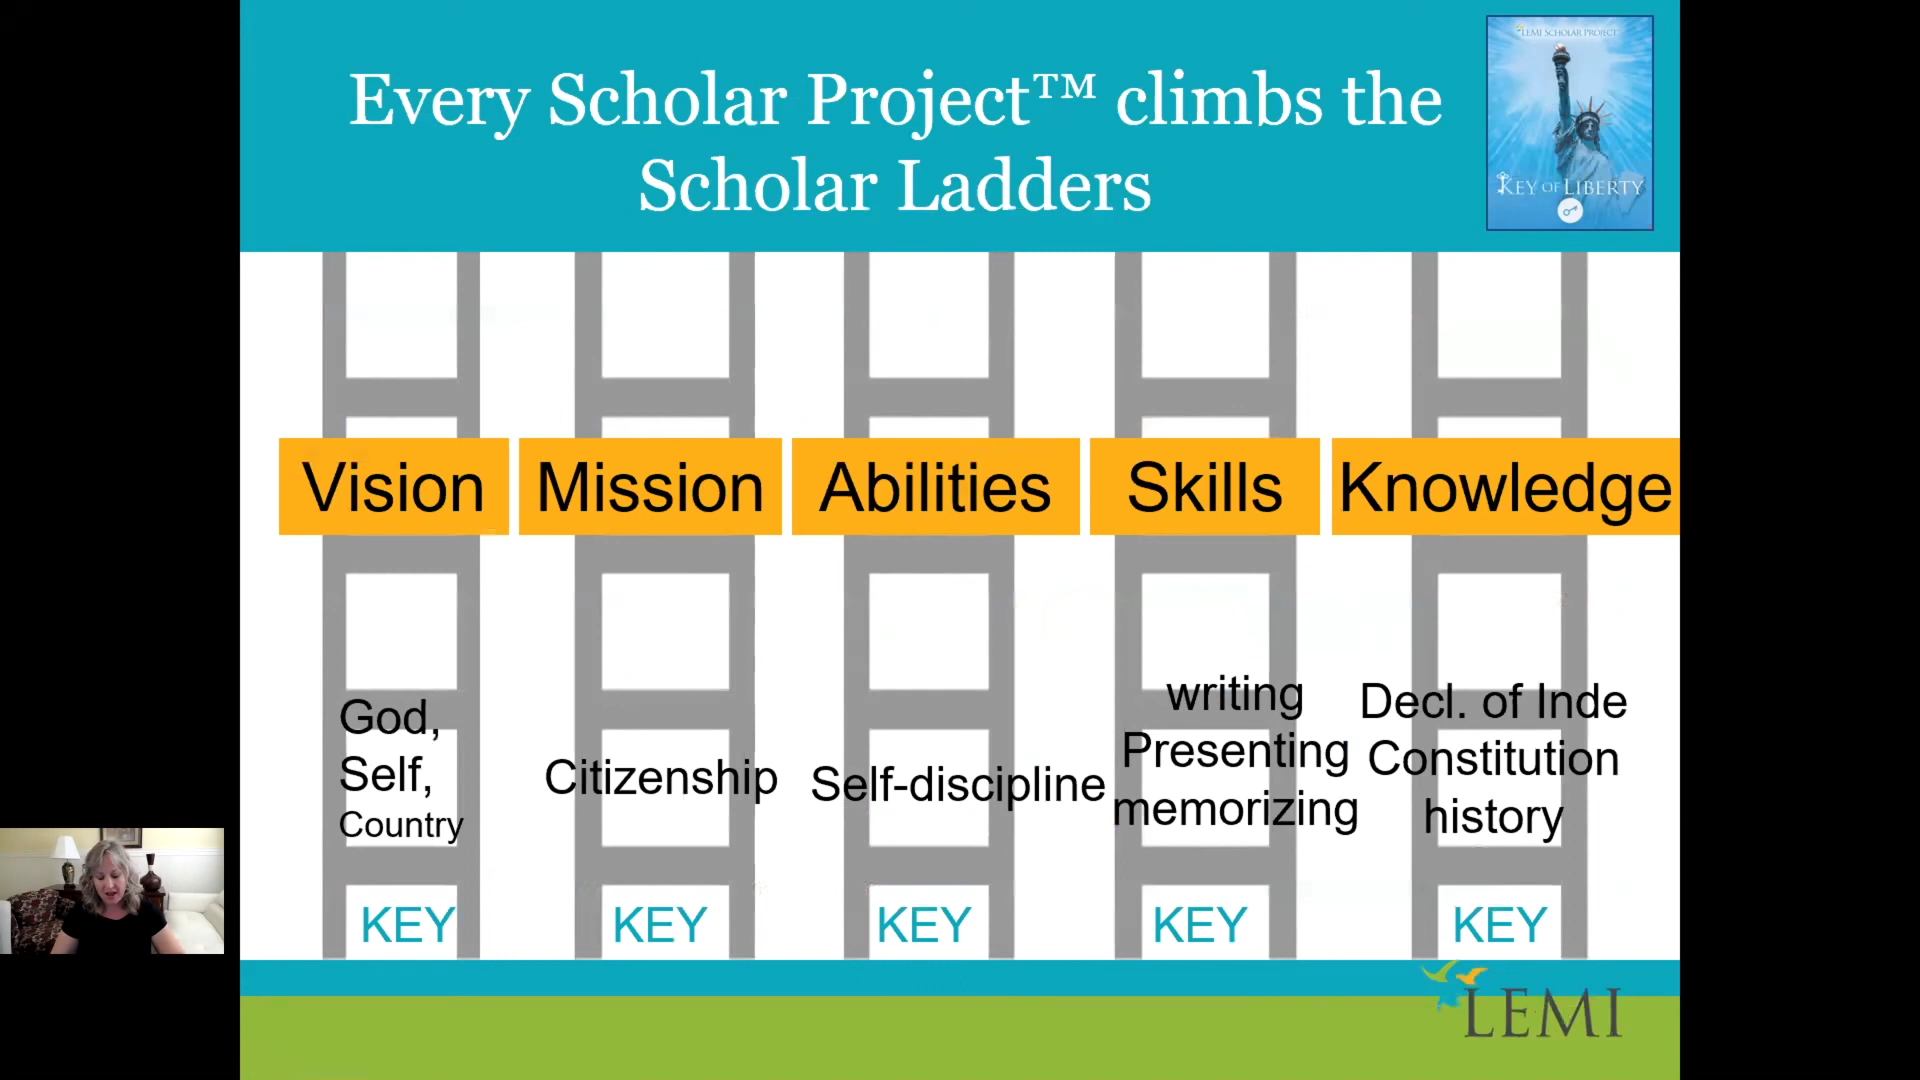 Every Scholar Project™ climbs the
Scholar Ladders
LEMI SCHOLAR PROJECT
KEY OF LIBERTY
Vision
Mission
Abilities
Skills
Knowledge
God,
Self,
Country
Citizenship
Self-discipline
writing
Presenting
memorizing
Decl. of Inde
Constitution
history
KEY
KEY
KEY
KEY
KEY
LEMI